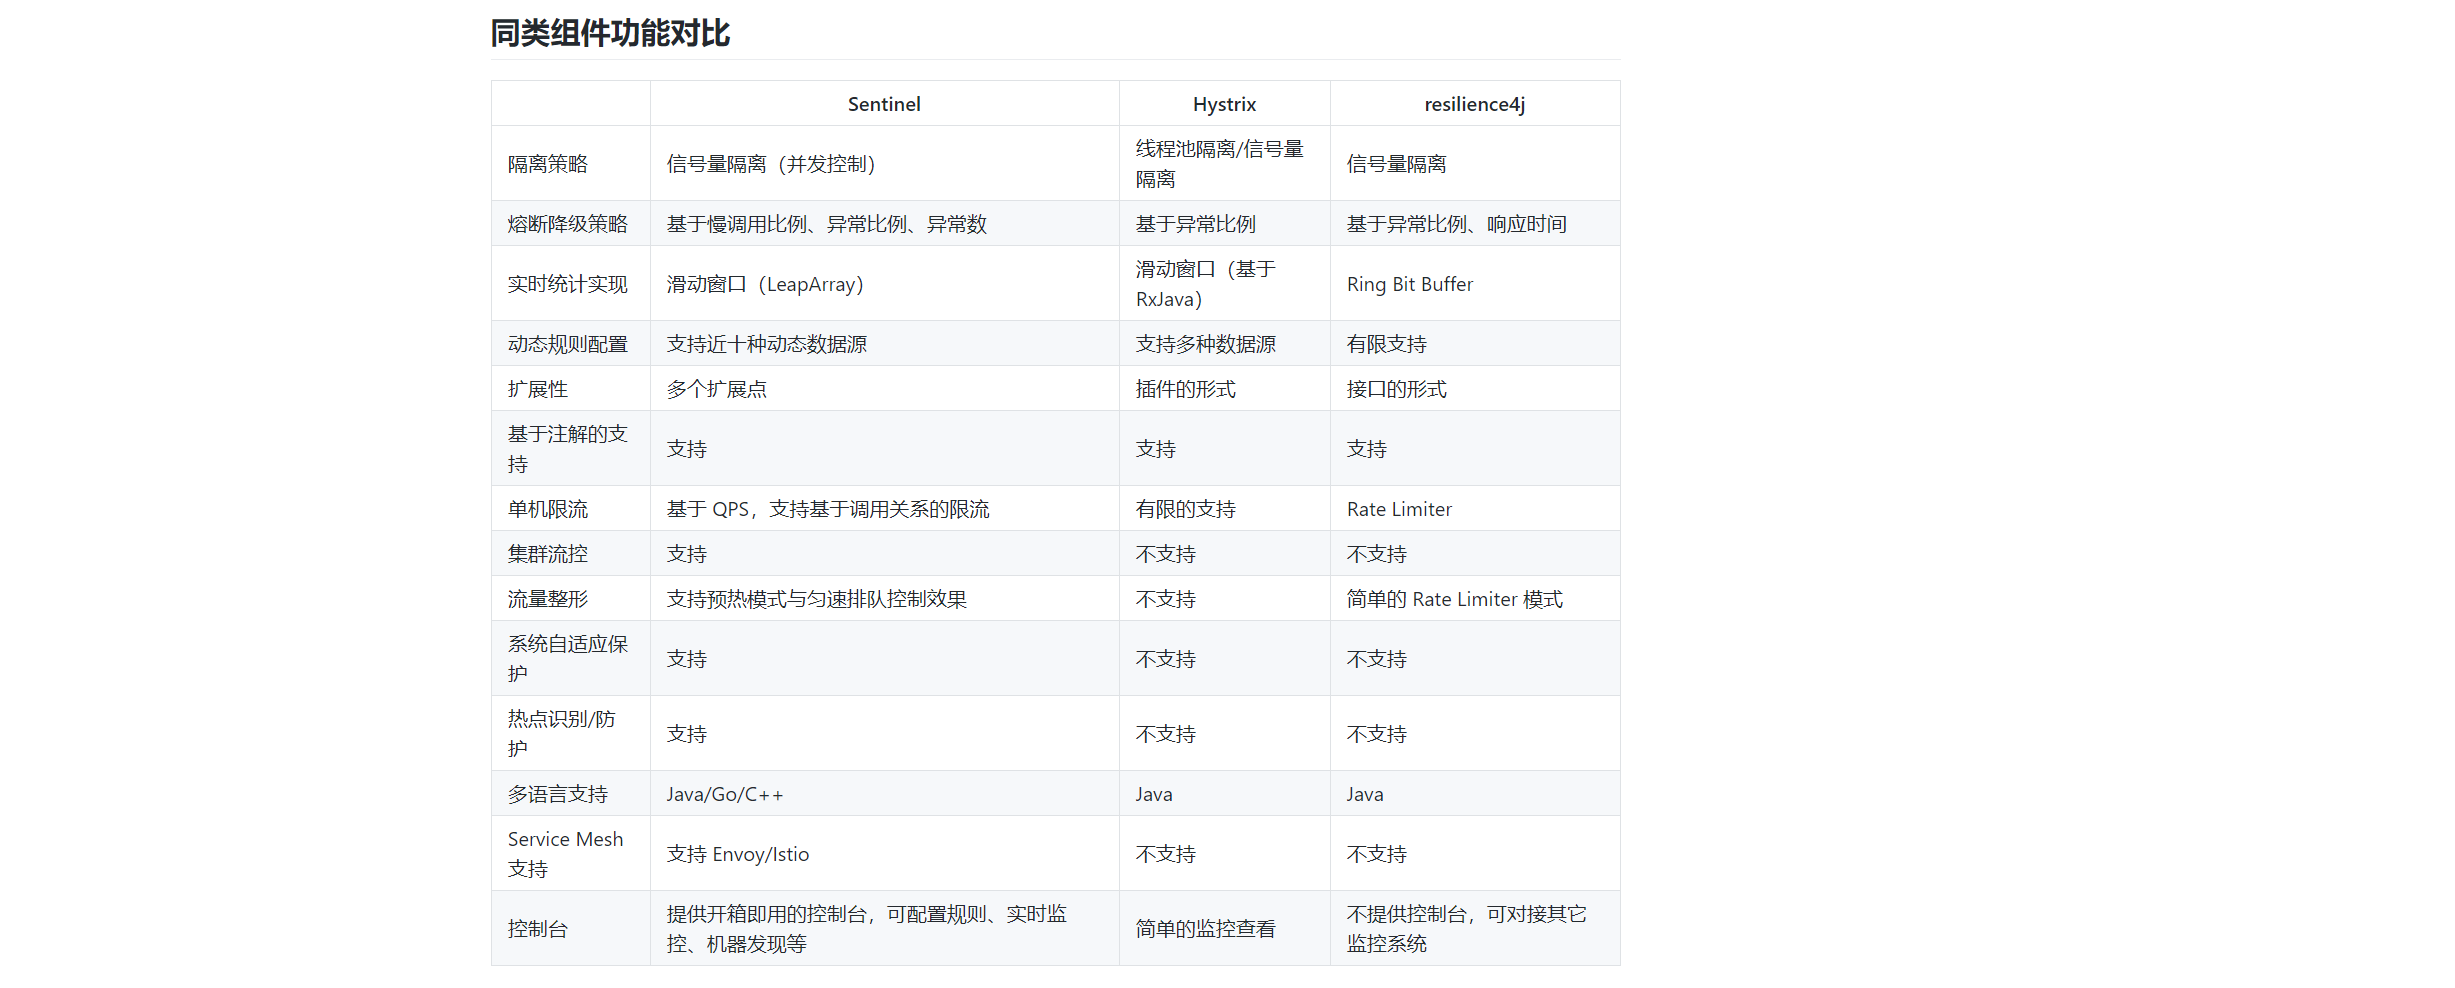 同类组件功能对比
Sentinel
Hystrix
resilience4j
隔离策略
信号量隔离（并发控制）
线程池隔离/信号量
隔离
信号量隔离
熔断降级策略
基于慢调用比例、异常比例、异常数
基于异常比例
基于异常比例、响应时间
实时统计实现
滑动窗口（LeapArray）
滑动窗口（基于
RxJava）
Ring Bit Buffer
动态规则配置
支持近十种动态数据源
支持多种数据源
有限支持
扩展性
多个扩展点
插件的形式
接口的形式
基于注解的支
持
支持
支持
支持
单机限流
基于 QPS，支持基于调用关系的限流
有限的支持
Rate Limiter
集群流控
支持
不支持
不支持
流量整形
支持预热模式与匀速排队控制效果
不支持
简单的 Rate Limiter 模式
系统自适应保
护
支持
不支持
不支持
热点识别/防
护
支持
不支持
不支持
多语言支持
Java/Go/C++
Java
Java
Service Mesh
支持
支持 Envoy/Istio
不支持
不支持
控制台
提供开箱即用的控制台，可配置规则、实时监
控、机器发现等
简单的监控查看
不提供控制台，可对接其它
监控系统